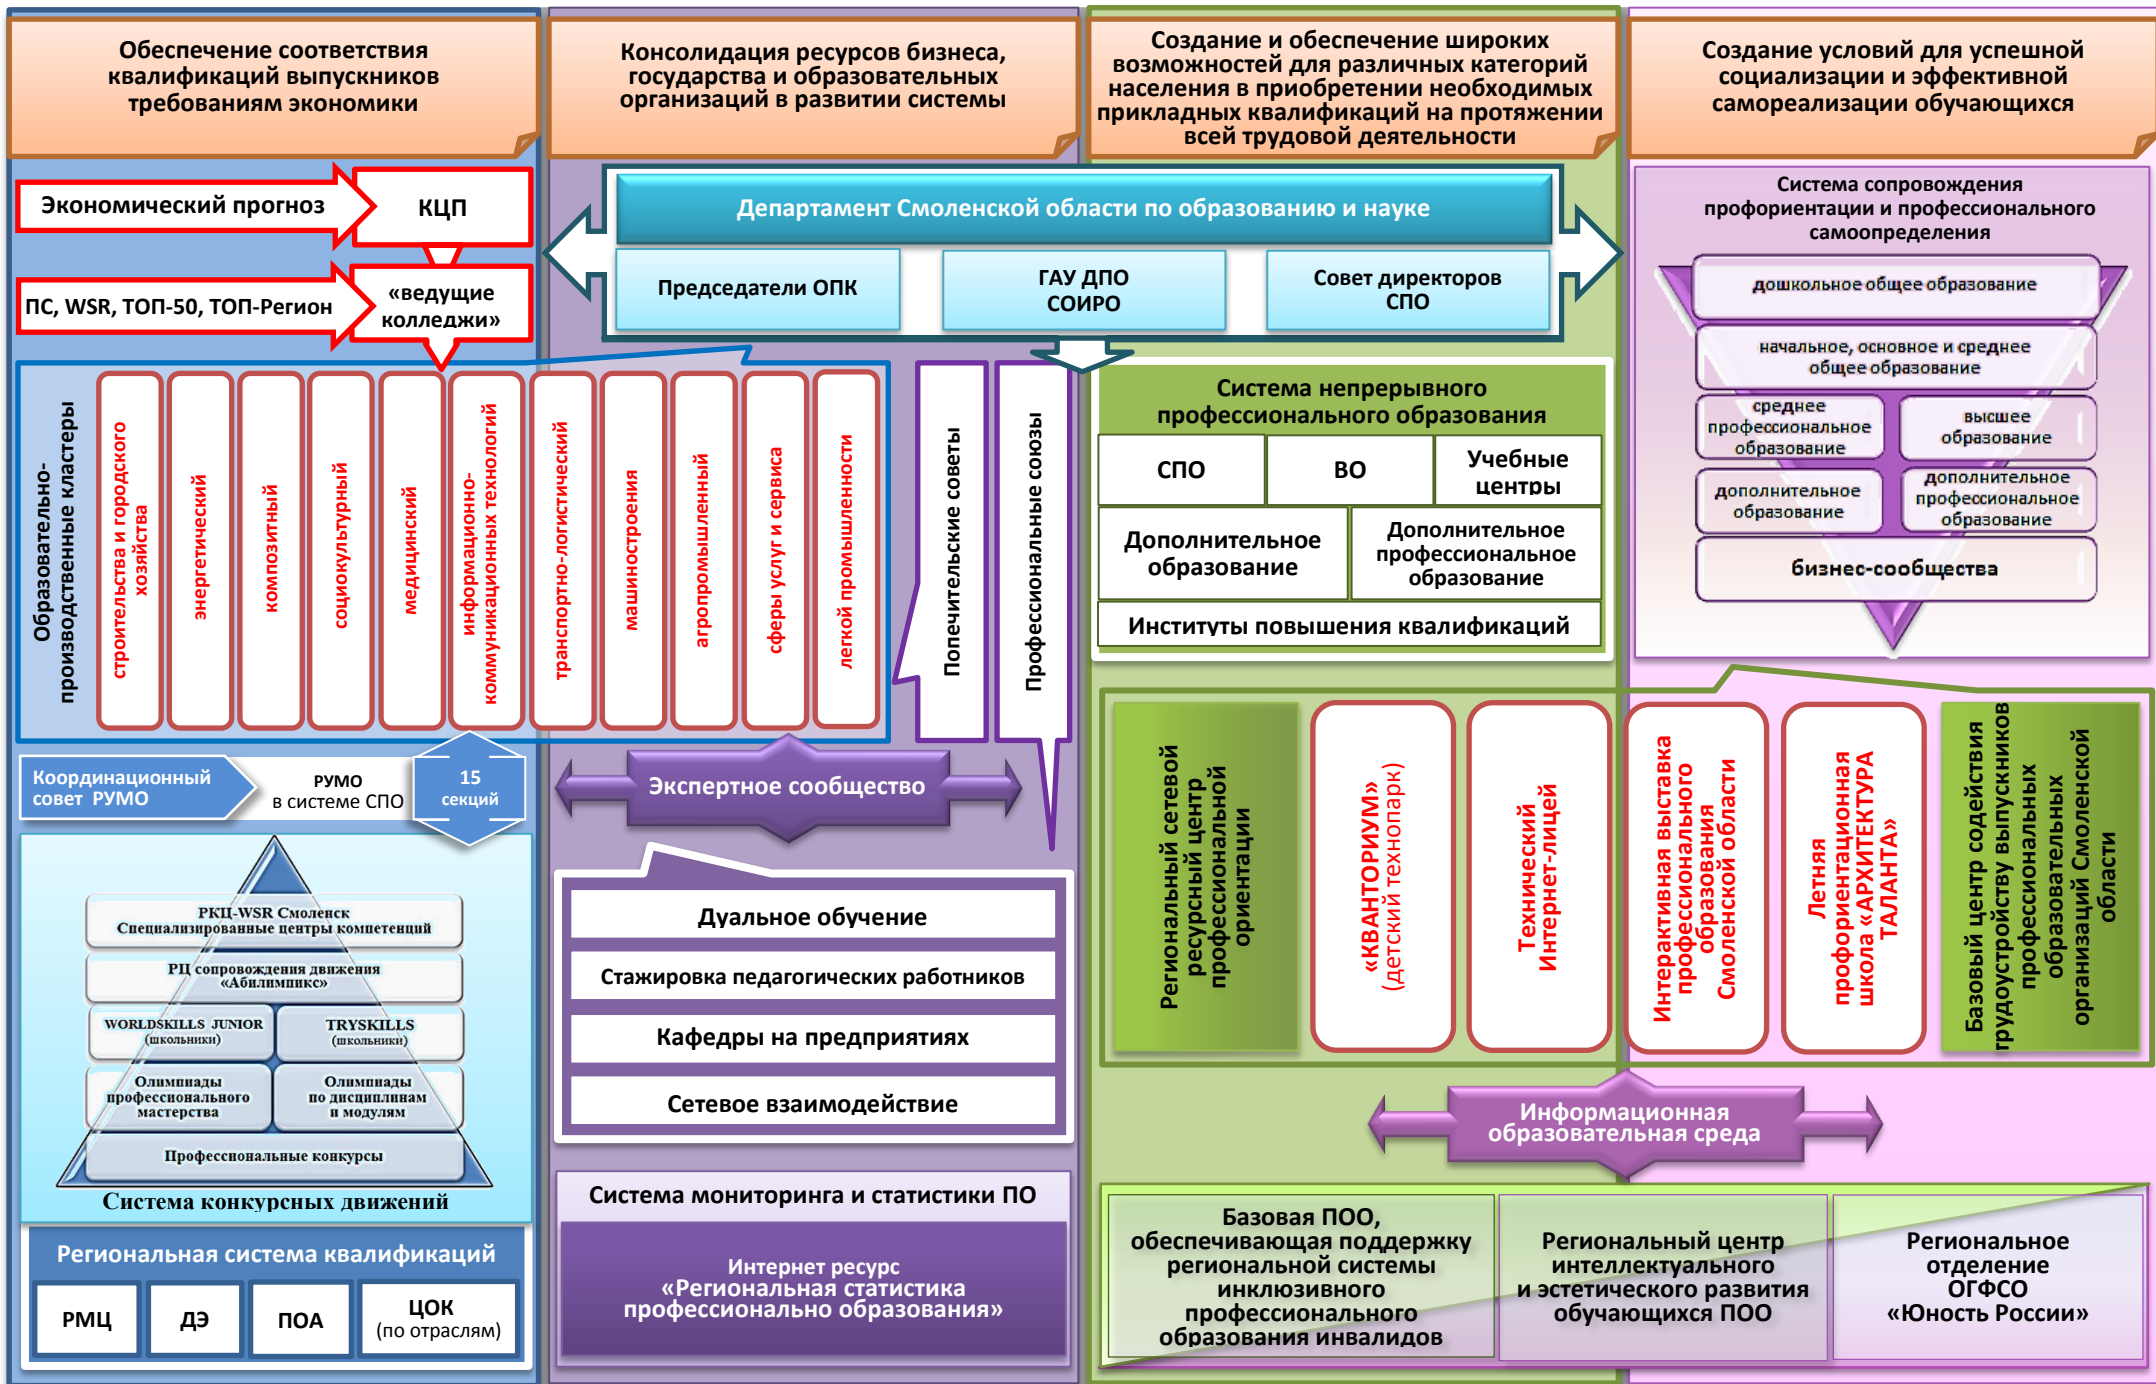 Обеспечение соответствия
квалификаций выпускников
требованиям экономики
Консолидация ресурсов бизнеса,
государства и образовательных
организаций в развитии системы
Создание и обеспечение широких
возможностей для различных категорий
населения в приобретении необходимых
прикладных квалификаций на протяжении
всей трудовой деятельности
Создание условий для успешной
социализации и эффективной
самореализации обучающихся
Экономический прогноз
КЦП
ПС, WSR, ТОП-50, ТОП-Регион
«ведущие
колледжи»
Департамент Смоленской области по образованию и науке
Председатели ОПК
ГАУ ДПО
СОИРО
Совет директоров
СПО
Система сопровождения
профориентации и профессионального
самоопределения
дошкольное общее образование
начальное, основное и среднее
общее образование
среднее
профессиональное
образование
высшее
образование
дополнительное
образование
дополнительное
профессиональное
образование
бизнес-сообщества
Образовательно-
производственные кластеры
строительства и городского
хозяйства
энергетический
композитный
социокультурный
медицинский
информационно-
коммуникационных технологий
транспортно-логистический
машиностроения
агропромышленный
сферы услуг и сервиса
легкой промышленности
Попечительские советы
Профессиональные союзы
Система непрерывного
профессионального образования
СПО
ВО
Учебные
центры
Дополнительное
образование
Дополнительное
профессиональное
образование
Институты повышения квалификаций
Координационный
совет РУМО
РУМО
в системе СПО
15
секций
Экспертное сообщество
РКЦ-WSR Смоленск
Специализированные центры компетенций
РЦ сопровождения движения
«Абилимпикс»
WORLDSKILLS JUNIOR
(школьники)
TRYSKILLS
(школьники)
Олимпиады
профессионального
мастерства
Олимпиады
по дисциплинам
и модулям
Профессиональные конкурсы
Система конкурсных движений
Дуальное обучение
Стажировка педагогических работников
Кафедры на предприятиях
Сетевое взаимодействие
Региональный сетевой
ресурсный центр
профессиональной
ориентации
«КВАНТОРИУМ»
(детский технопарк)
Технический
Интернет-лицей
Интерактивная выставка
профессионального
образования
Смоленской области
Летняя
профориентационная
школа «АРХИТЕКТУРА
ТАЛАНТА»
Базовый центр содействия
трудоустройству выпускников
профессиональных
образовательных
организаций Смоленской
области
Информационная
образовательная среда
Региональная система квалификаций
РМЦ
ДЭ
ПОА
ЦОК
(по отраслям)
Система мониторинга и статистики ПО
Интернет ресурс
«Региональная статистика
профессионально образования»
Базовая ПОО,
обеспечивающая поддержку
региональной системы
инклюзивного
профессионального
образования инвалидов
Региональный центр
интеллектуального
и эстетического развития
обучающихся ПОО
Региональное
отделение
ОГФСО
«Юность России»